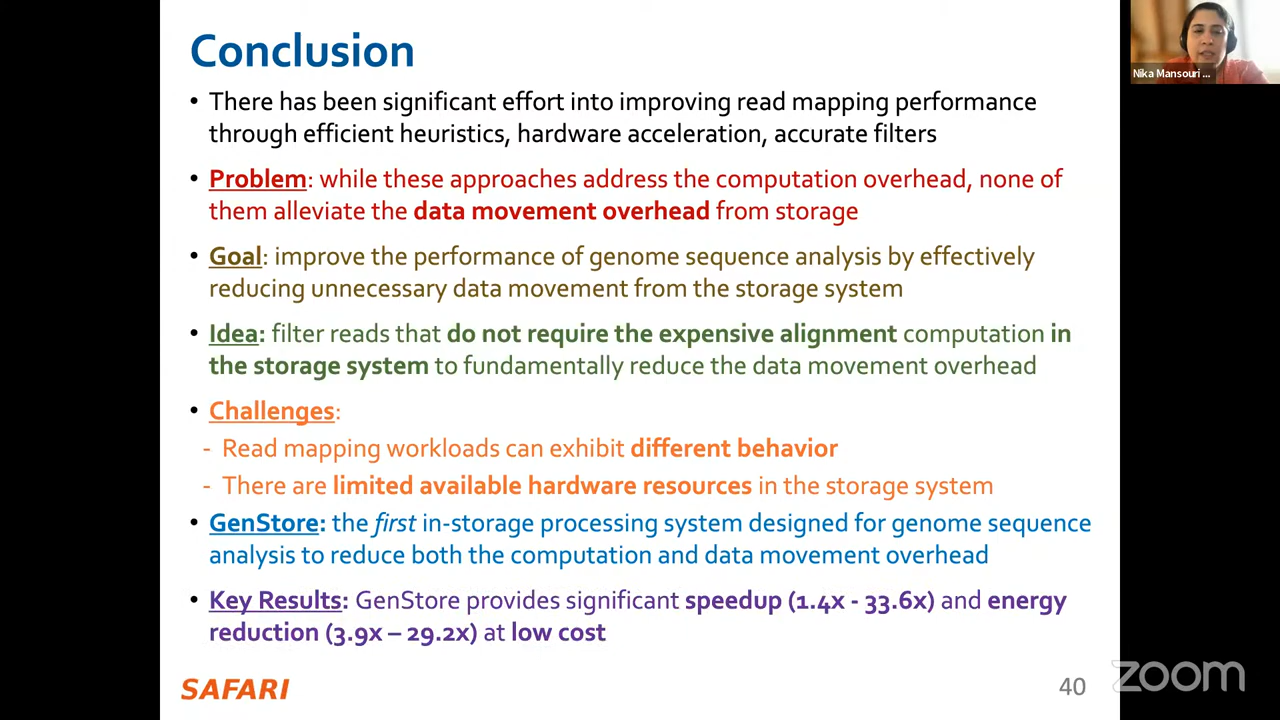 Conclusion
• There has been significant effort into improving read mapping performance
through efficient heuristics, hardware acceleration, accurate filters
• Problem: while these approaches address the computation overhead, none of
them alleviate the data movement overhead from storage
• Goal: improve the performance of genome sequence analysis by effectively
reducing unnecessary data movement from the storage system
• Idea: filter reads that do not require the expensive alignment computation in
the storage system to fundamentally reduce the data movement overhead
• Challenges:
- Read mapping workloads can exhibit different behavior
- There are limited available hardware resources in the storage system
• GenStore: the first in-storage processing system designed for genome sequence
analysis to reduce both the computation and data movement overhead
• Key Results: GenStore provides significant speedup (1.4x - 33.6x) and energy
reduction (3.9x – 29.2x) at low cost
SAFARI
40
Nika Mansouri ...
zoom